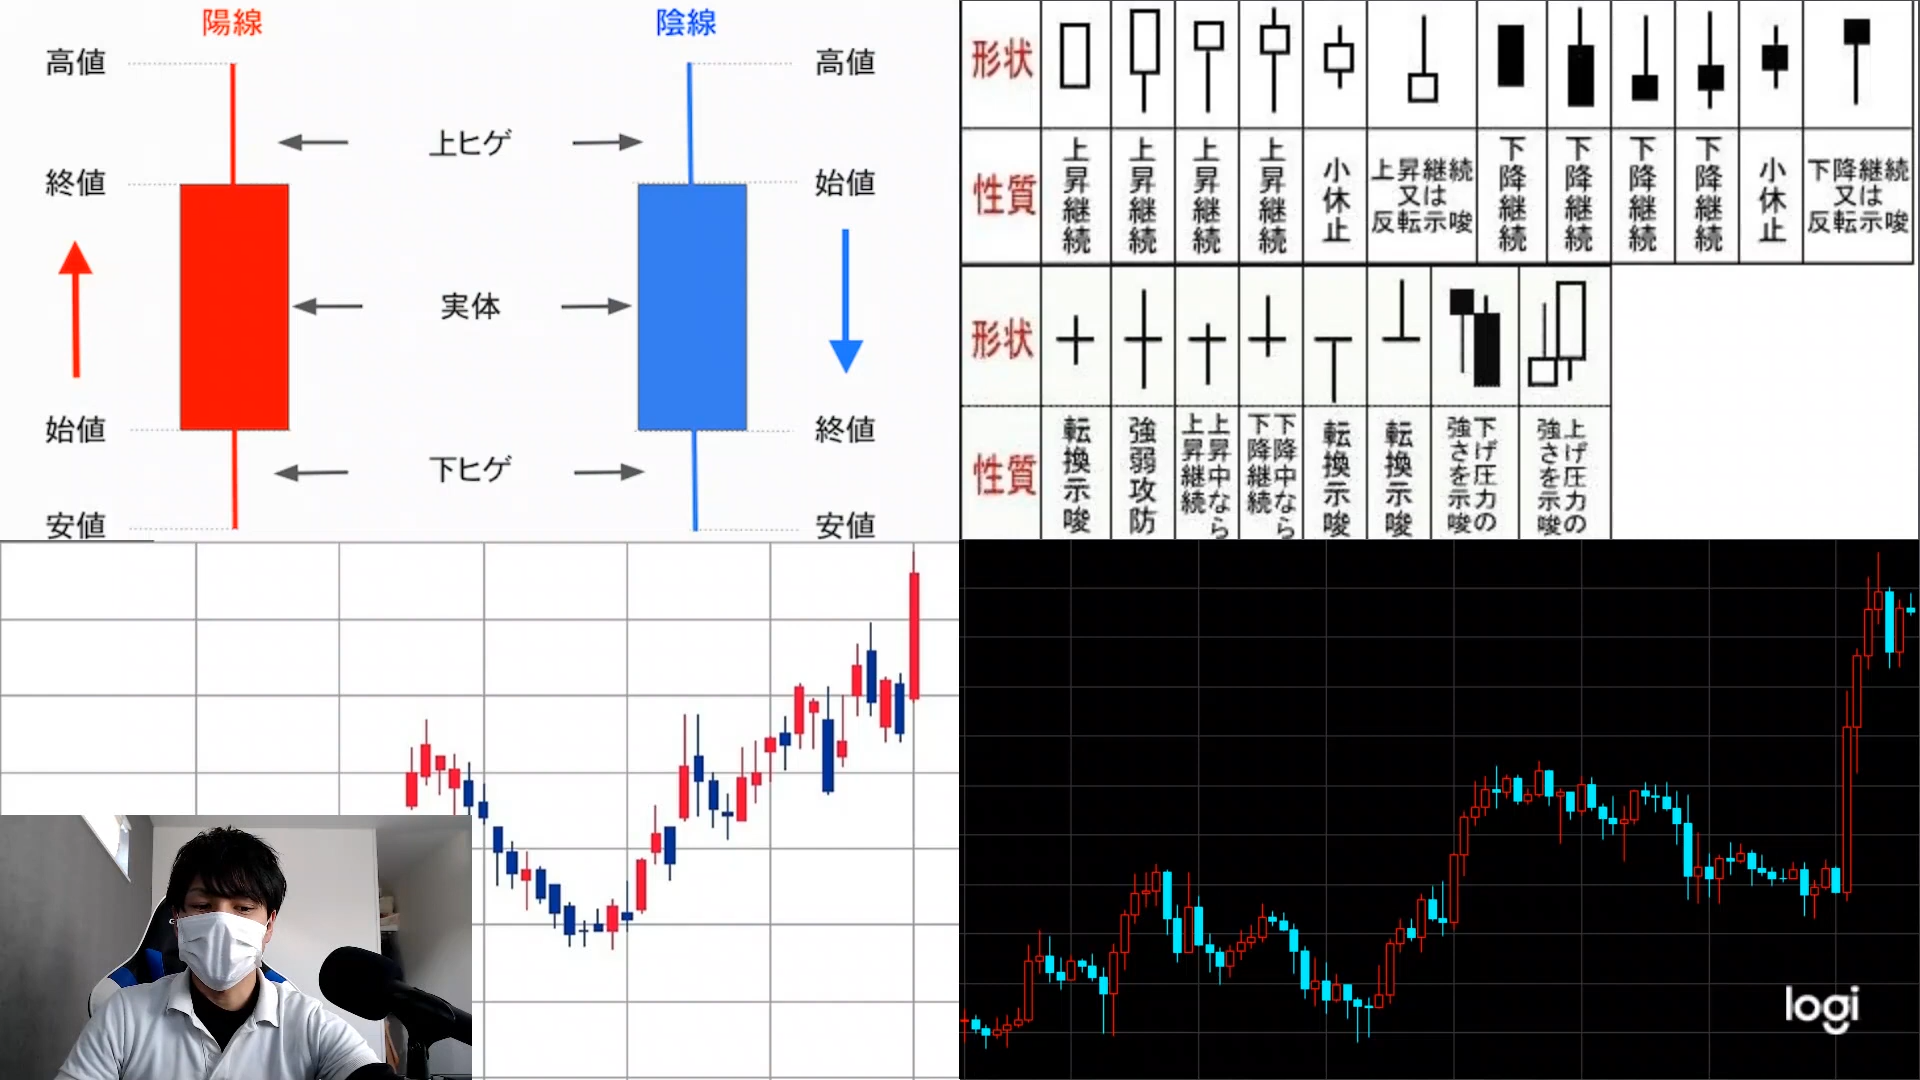 陽線
陰線
高値
高値
上ヒゲ
終値
始値
実体
始値
終値
下ヒゲ
安値
安値
形状
性質
上昇継続
上昇継続
上昇継続
上昇継続
小休止
上昇継続
又は
反転示唆
下降継続
下降継続
下降継続
下降継続
小休止
下降継続
又は
反転示唆
形状
性質
転換示唆
強弱攻防
上昇中なら
上昇継続
下降中なら
下降継続
転換示唆
転換示唆
下げ圧力の
強さを示唆
上げ圧力の
強さを示唆
logi